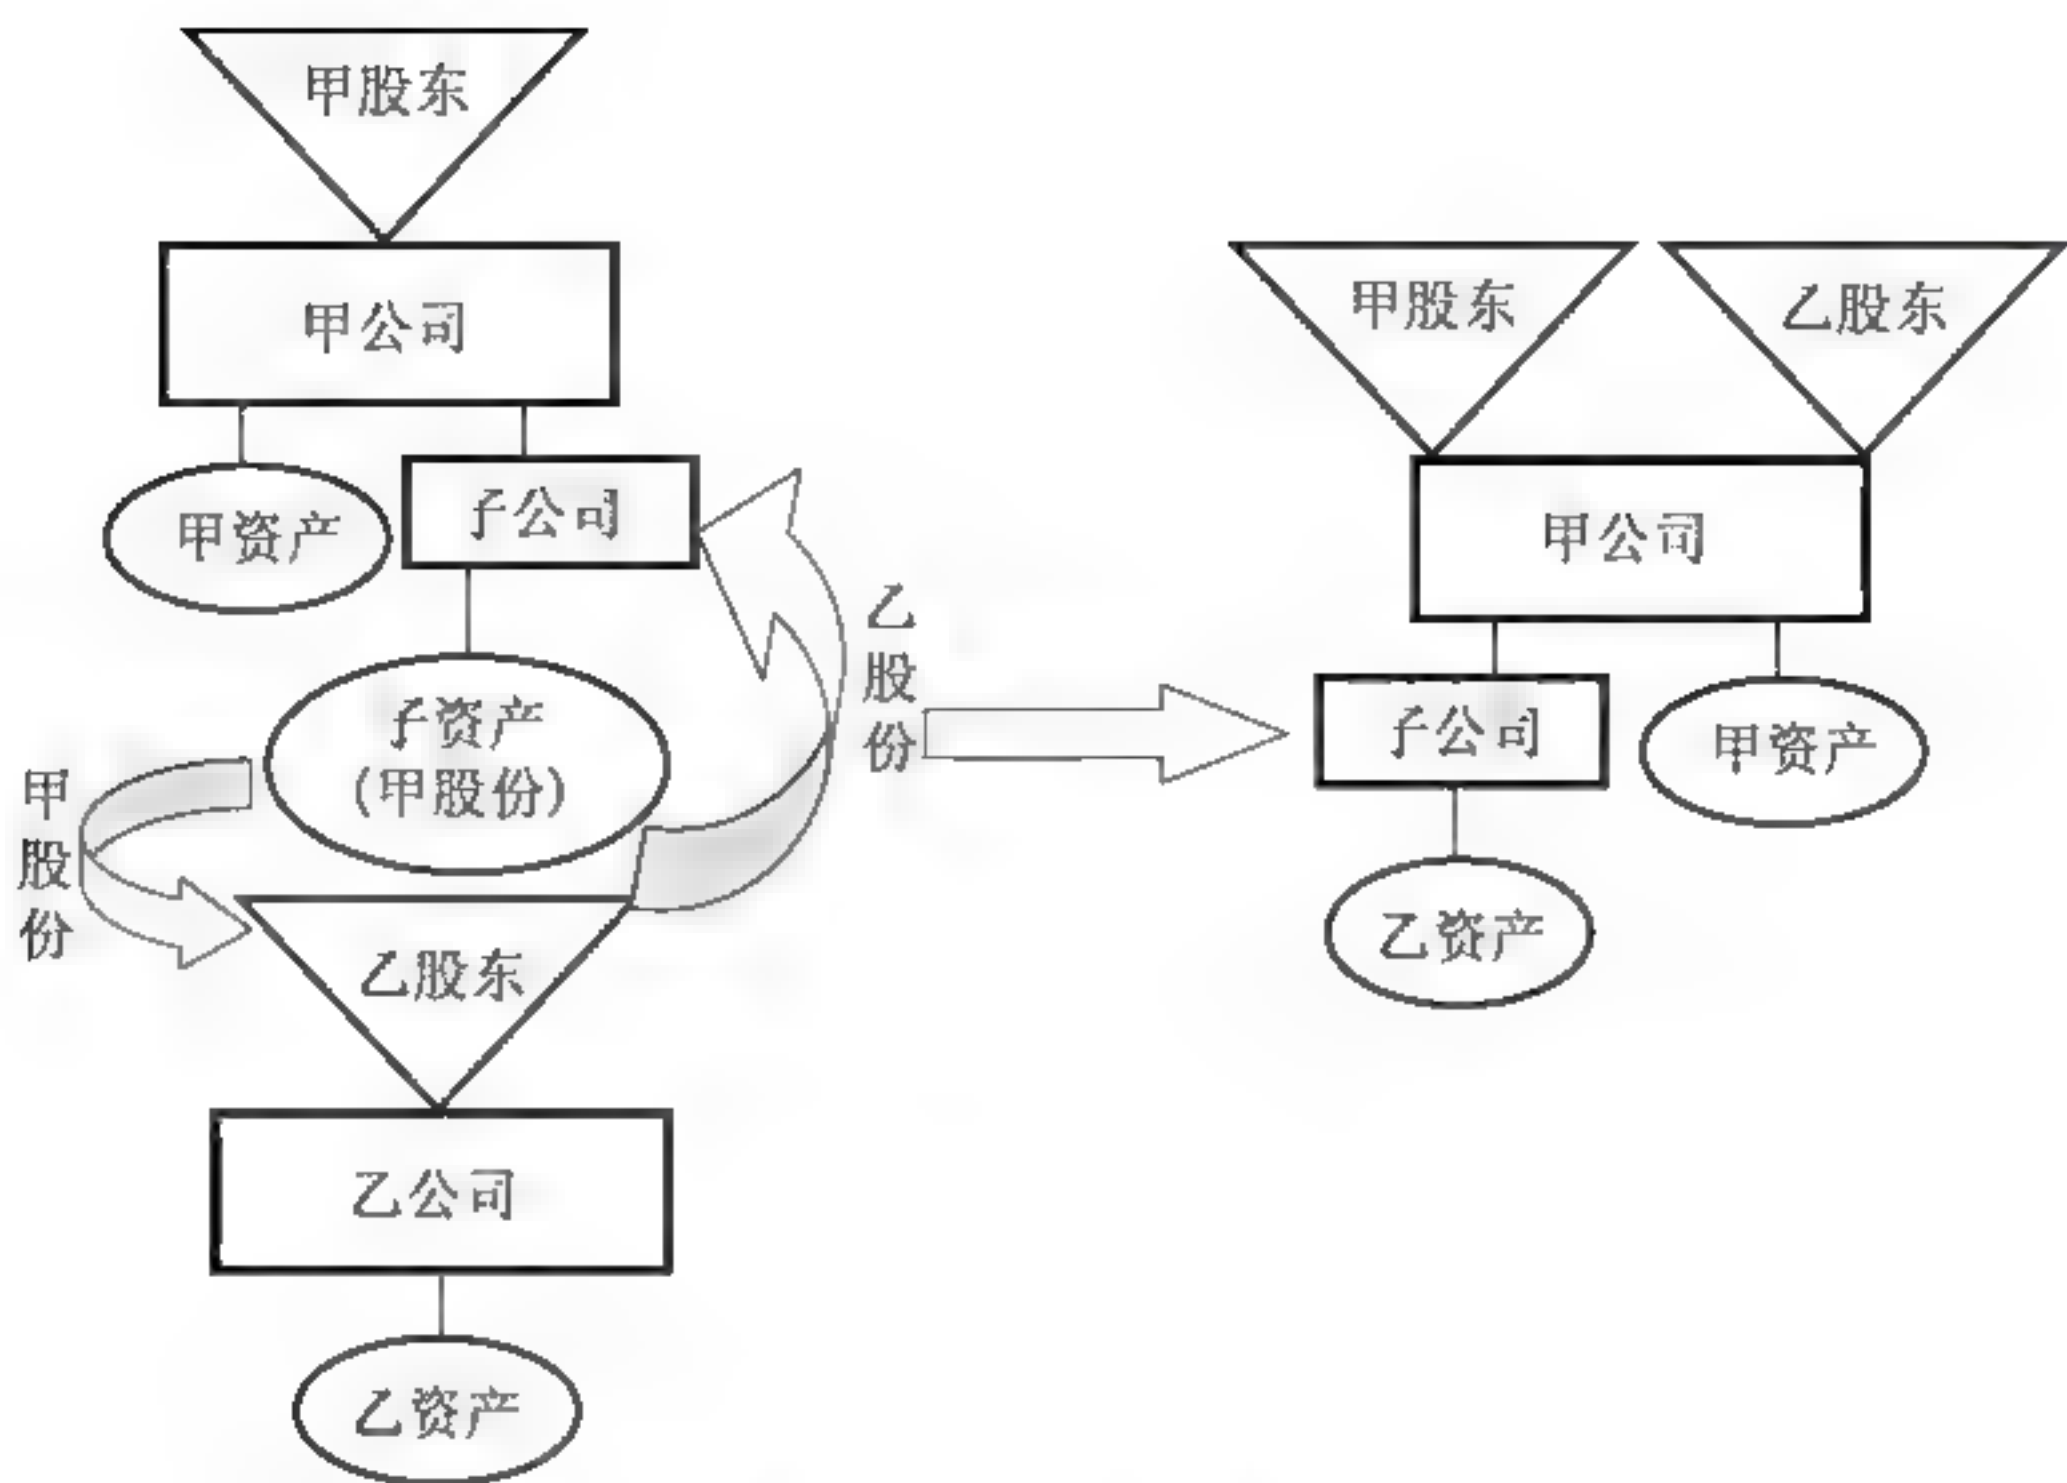 甲股东
甲公司
甲资产
子公司
子资产
(甲股份)
甲股份
乙股份
乙股东
乙公司
乙资产
甲股东
乙股东
甲公司
子公司
甲资产
乙资产